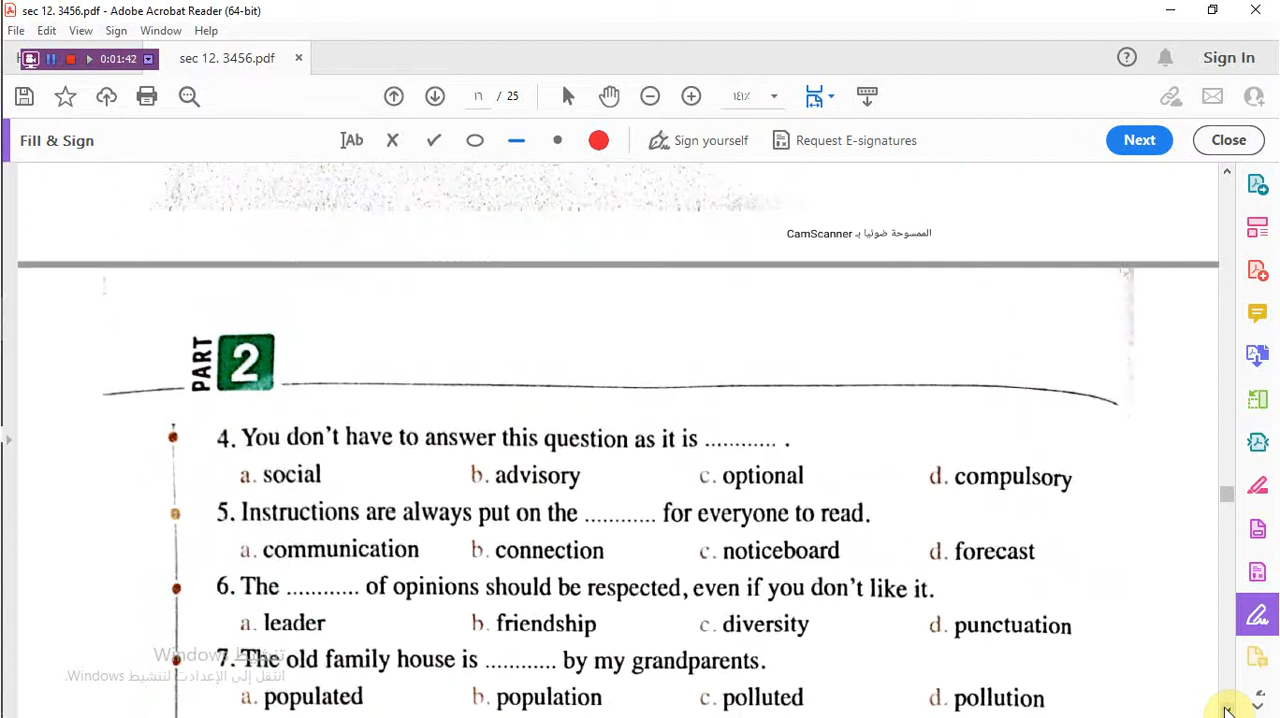 sec 12. 3456.pdf - Adobe Acrobat Reader (64-bit)
File Edit View Sign Window Help
0:01:42 sec 12. 3456.pdf × Sign In
١٦ / 25 ١٤١٪
Fill & Sign Ab Sign yourself Request E-signatures Next Close
الممسوحة ضوئيا بـ CamScanner
PART 2
4. You don't have to answer this question as it is ............ .
a. social b. advisory c. optional d. compulsory
5. Instructions are always put on the ............ for everyone to read.
a. communication b. connection c. noticeboard d. forecast
6. The ............ of opinions should be respected, even if you don't like it.
a. leader b. friendship c. diversity d. punctuation
تنشيط Windows
7. The old family house is ............ by my grandparents.
انتقل إلى الإعدادات لتنشيط Windows.
a. populated b. population c. polluted d. pollution